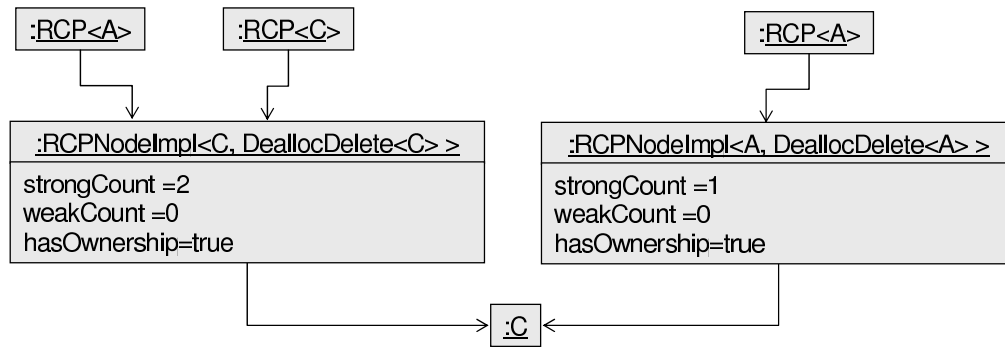 :RCP<A>
:RCP<C>
:RCP<A>
:RCPNodeImpl<C, DeallocDelete<C> >
strongCount =2
weakCount =0
hasOwnership=true
:RCPNodeImpl<A, DeallocDelete<A> >
strongCount =1
weakCount =0
hasOwnership=true
:C